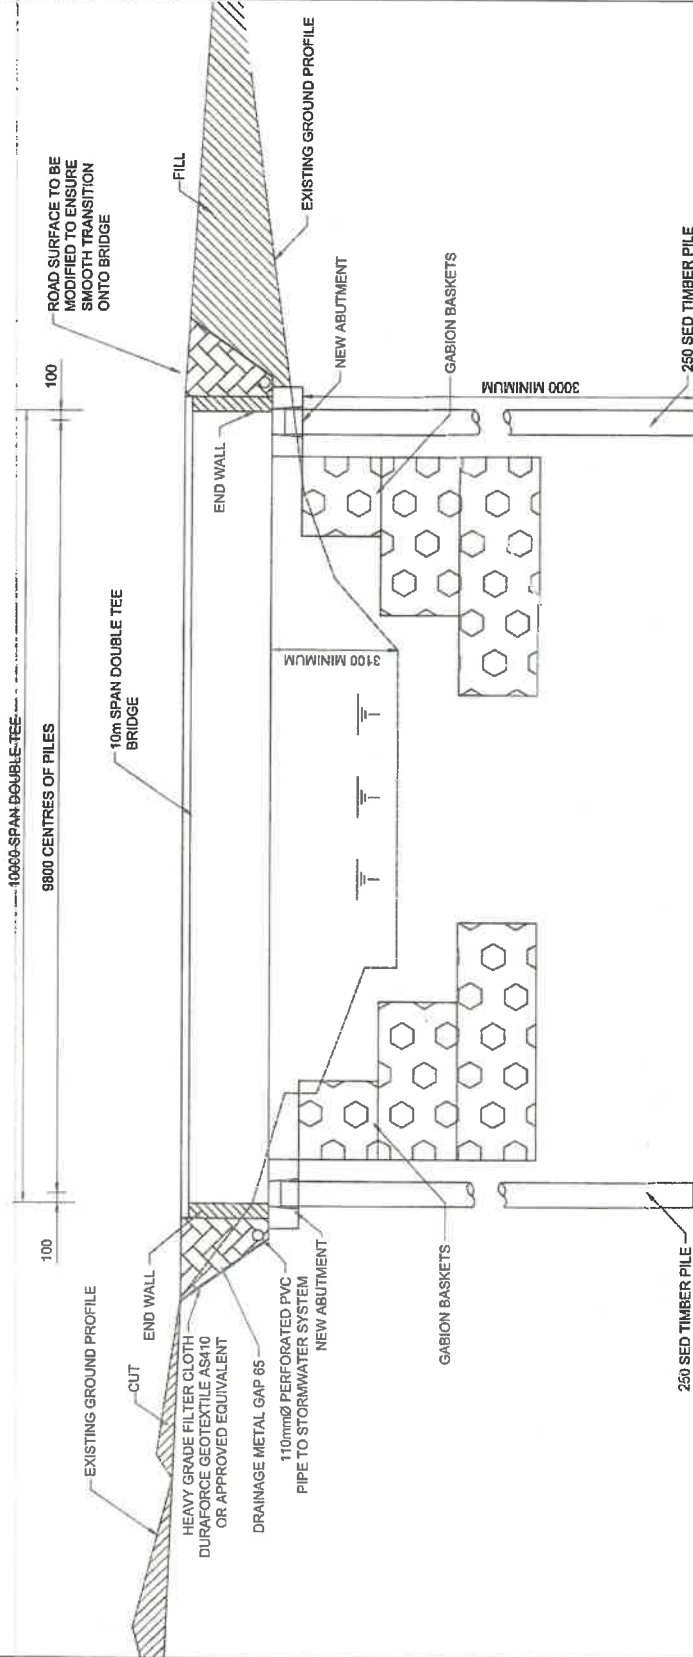 10000 SPAN DOUBLE TEE
100
9800 CENTRES OF PILES
100
ROAD SURFACE TO BE
MODIFIED TO ENSURE
SMOOTH TRANSITION
ONTO BRIDGE
10m SPAN DOUBLE TEE
BRIDGE
FILL
EXISTING GROUND PROFILE
CUT
END WALL
HEAVY GRADE FILTER CLOTH
DURAFORCE GEOTEXTILE AS410
OR APPROVED EQUIVALENT
DRAINAGE METAL GAP 65
110mmØ PERFORATED PVC
PIPE TO STORMWATER SYSTEM
NEW ABUTMENT
GABION BASKETS
250 SED TIMBER PILE
3100 MINIMUM
END WALL
EXISTING GROUND PROFILE
NEW ABUTMENT
GABION BASKETS
3000 MINIMUM
250 SED TIMBER PILE